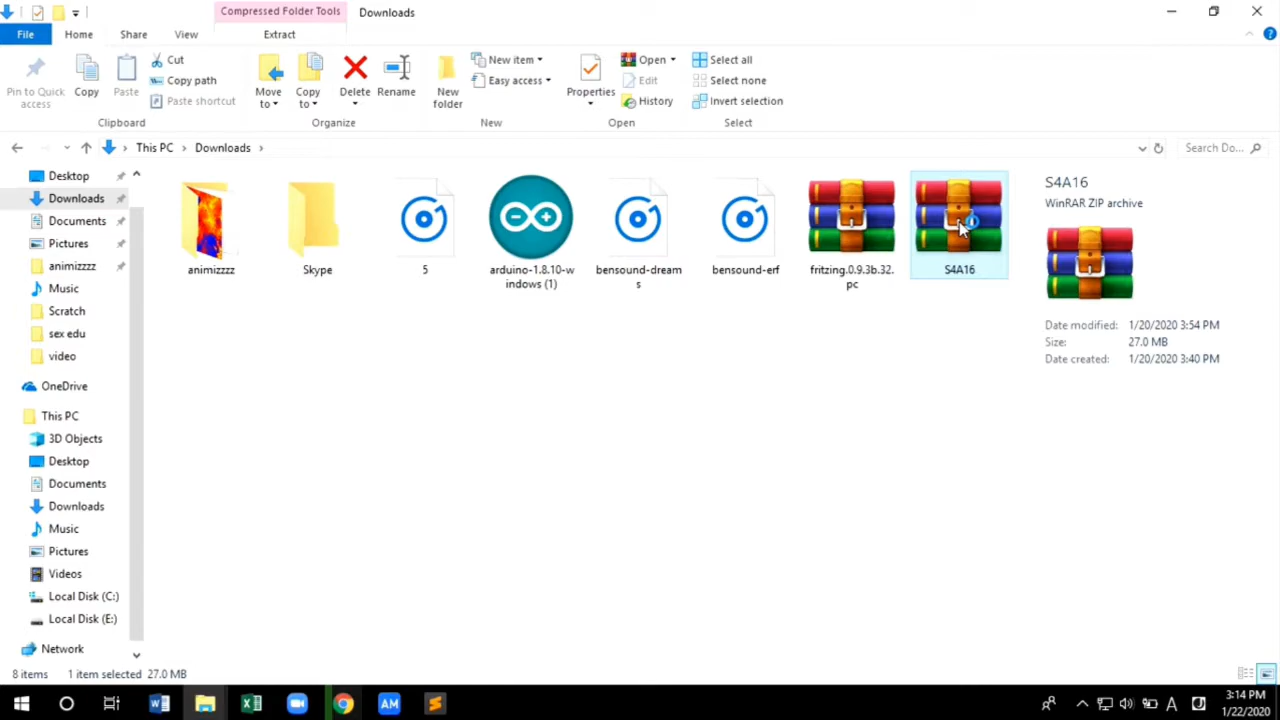 Compressed Folder Tools
Downloads
File
Home
Share
View
Extract
Pin to Quick
access
Copy
Paste
Cut
Copy path
Paste shortcut
Clipboard
Move
to
Copy
to
Delete
Rename
Organize
New
folder
New item
Easy access
New
Properties
Open
Edit
History
Open
Select all
Select none
Invert selection
Select
This PC
Downloads
Search Do...
Desktop
Downloads
Documents
Pictures
animizzzz
Music
Scratch
sex edu
video
OneDrive
This PC
3D Objects
Desktop
Documents
Downloads
Music
Pictures
Videos
Local Disk (C:)
Local Disk (E:)
Network
animizzzz
Skype
5
arduino-1.8.10-w
indows (1)
bensound-dream
s
bensound-erf
fritzing.0.9.3b.32.
pc
S4A16
S4A16
WinRAR ZIP archive
Date modified: 1/20/2020 3:54 PM
Size: 27.0 MB
Date created: 1/20/2020 3:40 PM
8 items
1 item selected 27.0 MB
AM
A
3:14 PM
1/22/2020